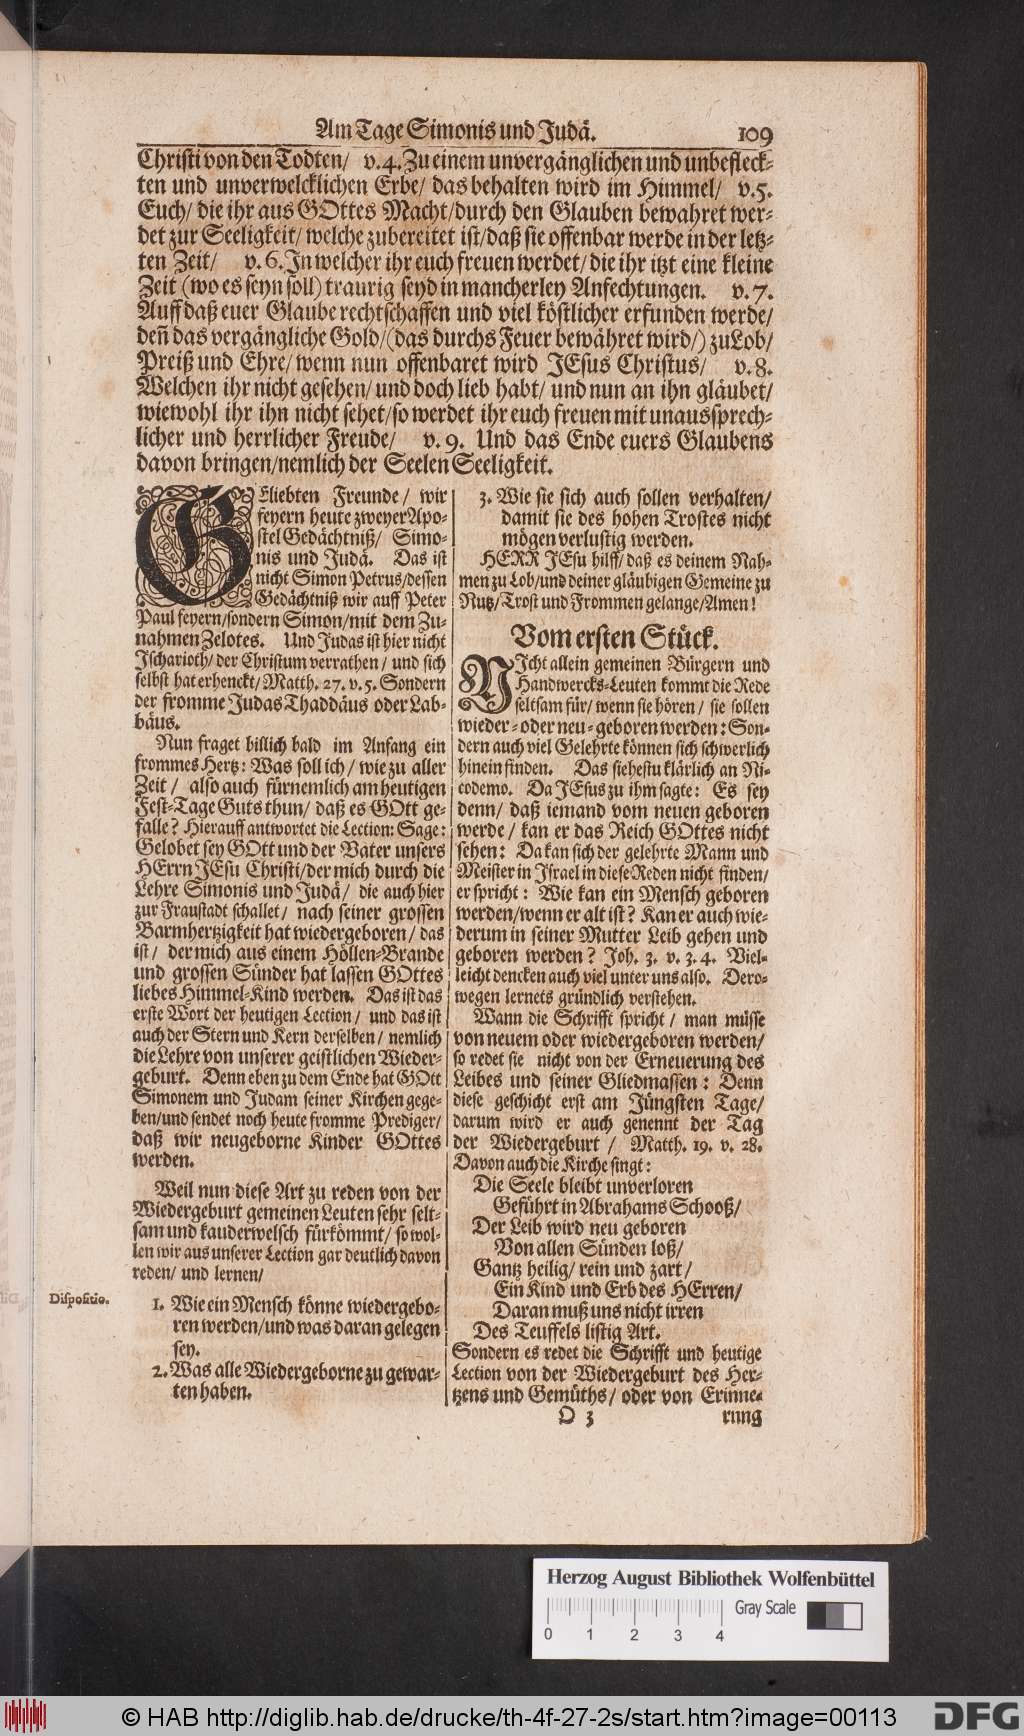 Am Tage Simonis und Judä. 109
Christi von den Todten/ v.4. Zu einem unvergänglichen und unbefleck-
ten und unverwelcklichen Erbe/ das behalten wird im Himmel/ v.5.
Euch/ die ihr aus GOttes Macht/ durch den Glauben bewahret wer-
det zur Seeligkeit/ welche zubereitet ist/ daß sie offenbar werde in der letz-
ten Zeit/ v. 6. In welcher ihr euch freuen werdet/ die ihr itzt eine kleine
Zeit (wo es seyn soll) traurig seyd in mancherley Anfechtungen. v. 7.
Auff daß euer Glaube rechtschaffen und viel köstlicher erfunden werde/
deñ das vergängliche Gold/ (das durchs Feuer bewähret wird/) zu Lob/
Preiß und Ehre/ wenn nun offenbaret wird JEsus Christus/ v. 8.
Welchen ihr nicht gesehen/ und doch lieb habt/ und nun an ihn gläubet/
wiewohl ihr ihn nicht sehet/ so werdet ihr euch freuen mit unaussprech-
licher und herrlicher Freude/ v. 9. Und das Ende euers Glaubens
davon bringen/ nemlich der Seelen Seeligkeit.
GEliebten Freunde/ wir
feyern heute zweyer Apo-
stel Gedächtniß/ Simo-
nis und Judä. Das ist
nicht Simon Petrus/ dessen
Gedächtniß wir auff Peter
Paul feyern/ sondern Simon/ mit dem Zu-
nahmen Zelotes. Und Judas ist hier nicht
Ischarioth/ der Christum verrathen/ und sich
selbst hat erhenckt/ Matth. 27. v. 5. Sondern
der fromme Judas Thaddäus oder Lab-
bäus.
Nun fraget billich bald im Anfang ein
frommes Hertz: Was soll ich/ wie zu aller
Zeit/ also auch fürnemlich am heutigen
Fest-Tage Guts thun/ daß es GOtt ge-
falle? Hierauff antwortet die Lection: Sage:
Gelobet sey GOtt und der Vater unsers
HErrn JEsu Christi/ der mich durch die
Lehre Simonis und Judä/ die auch hier
zur Fraustadt schallet/ nach seiner grossen
Barmhertzigkeit hat wiedergeboren/ das
ist/ der mich aus einem Höllen-Brande
und grossen Sünder hat lassen GOttes
liebes Himmel-Kind werden. Das ist das
erste Wort der heutigen Lection/ und das ist
auch der Stern und Kern derselben/ nemlich
die Lehre von unserer geistlichen Wieder-
geburt. Denn eben zu dem Ende hat GOtt
Simonem und Judam seiner Kirchen gege-
ben/ und sendet noch heute fromme Prediger/
daß wir neugeborne Kinder GOttes
werden.
Weil nun diese Art zu reden von der
Wiedergeburt gemeinen Leuten sehr selt-
sam und kauderwelsch fürkömmt/ so wol-
len wir aus unserer Lection gar deutlich davon
reden/ und lernen/
Dispositio.
1. Wie ein Mensch könne wiedergebo-
ren werden/ und was daran gelegen
sey.
2. Was alle Wiedergeborne zu gewar-
ten haben.
3. Wie sie sich auch sollen verhalten/
damit sie des hohen Trostes nicht
mögen verlustig werden.
HERR JEsu hilff/ daß es deinem Nah-
men zu Lob/ und deiner gläubigen Gemeine zu
Nutz/ Trost und Frommen gelange/ Amen!
Vom ersten Stück.
NIcht allein gemeinen Bürgern und
Handwercks-Leuten kommt die Rede
seltsam für/ wenn sie hören/ sie sollen
wieder- oder neu-geboren werden: Son-
dern auch viel Gelehrte können sich schwerlich
hinein finden. Das siehestu klärlich an Ni-
codemo. Da JEsus zu ihm sagte: Es sey
denn/ daß iemand vom neuen geboren
werde/ kan er das Reich GOttes nicht
sehen: Da kan sich der gelehrte Mann und
Meister in Israel in diese Reden nicht finden/
er spricht: Wie kan ein Mensch geboren
werden/ wenn er alt ist? Kan er auch wie-
derum in seiner Mutter Leib gehen und
geboren werden? Joh. 3. v. 3. 4. Viel-
leicht dencken auch viel unter uns also. Dero-
wegen lernets gründlich verstehen.
Wann die Schrifft spricht/ man müsse
von neuem oder wiedergeboren werden/
so redet sie nicht von der Erneuerung des
Leibes und seiner Gliedmassen: Denn
diese geschicht erst am Jüngsten Tage/
darum wird er auch genennt der Tag
der Wiedergeburt/ Matth. 19. v. 28.
Davon auch die Kirche singt:
Die Seele bleibt unverloren
Geführt in Abrahams Schooß/
Der Leib wird neu geboren
Von allen Sünden loß/
Gantz heilig/ rein und zart/
Ein Kind und Erb des HErren/
Daran muß uns nicht irren
Des Teuffels listig Art.
Sondern es redet die Schrifft und heutige
Lection von der Wiedergeburt des Her-
tzens und Gemüths/ oder von Erinne-
O 3 rung
Herzog August Bibliothek Wolfenbüttel
Gray Scale
0 1 2 3 4
© HAB http://diglib.hab.de/drucke/th-4f-27-2s/start.htm?image=00113
DFG